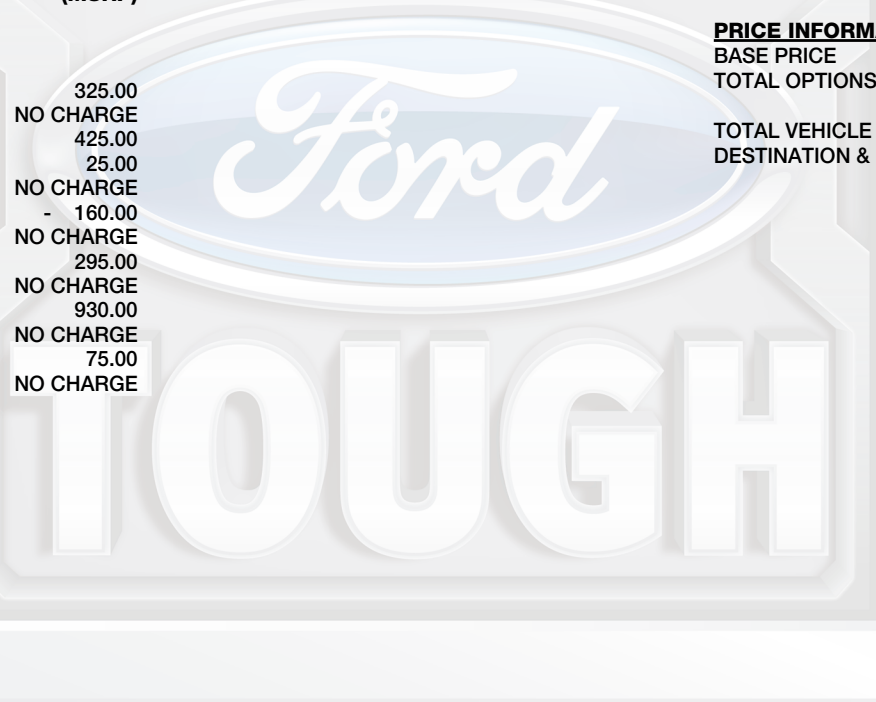 PRICE INFORM
BASE PRICE
TOTAL OPTIONS
TOTAL VEHICLE
DESTINATION &
325.00
NO CHARGE
425.00
25.00
NO CHARGE
- 160.00
NO CHARGE
295.00
NO CHARGE
930.00
NO CHARGE
75.00
NO CHARGE
Ford
TOUGH